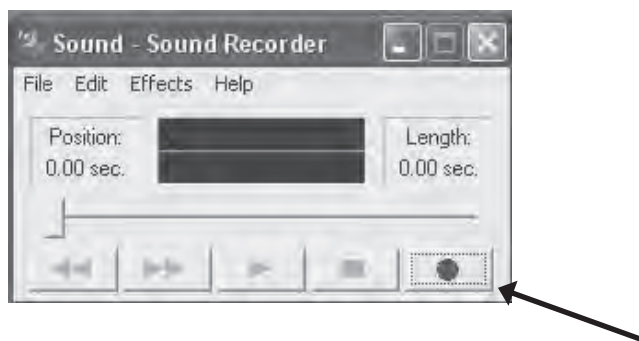 Sound - Sound Recorder
File Edit Effects Help
Position: Length:
0.00 sec. 0.00 sec.